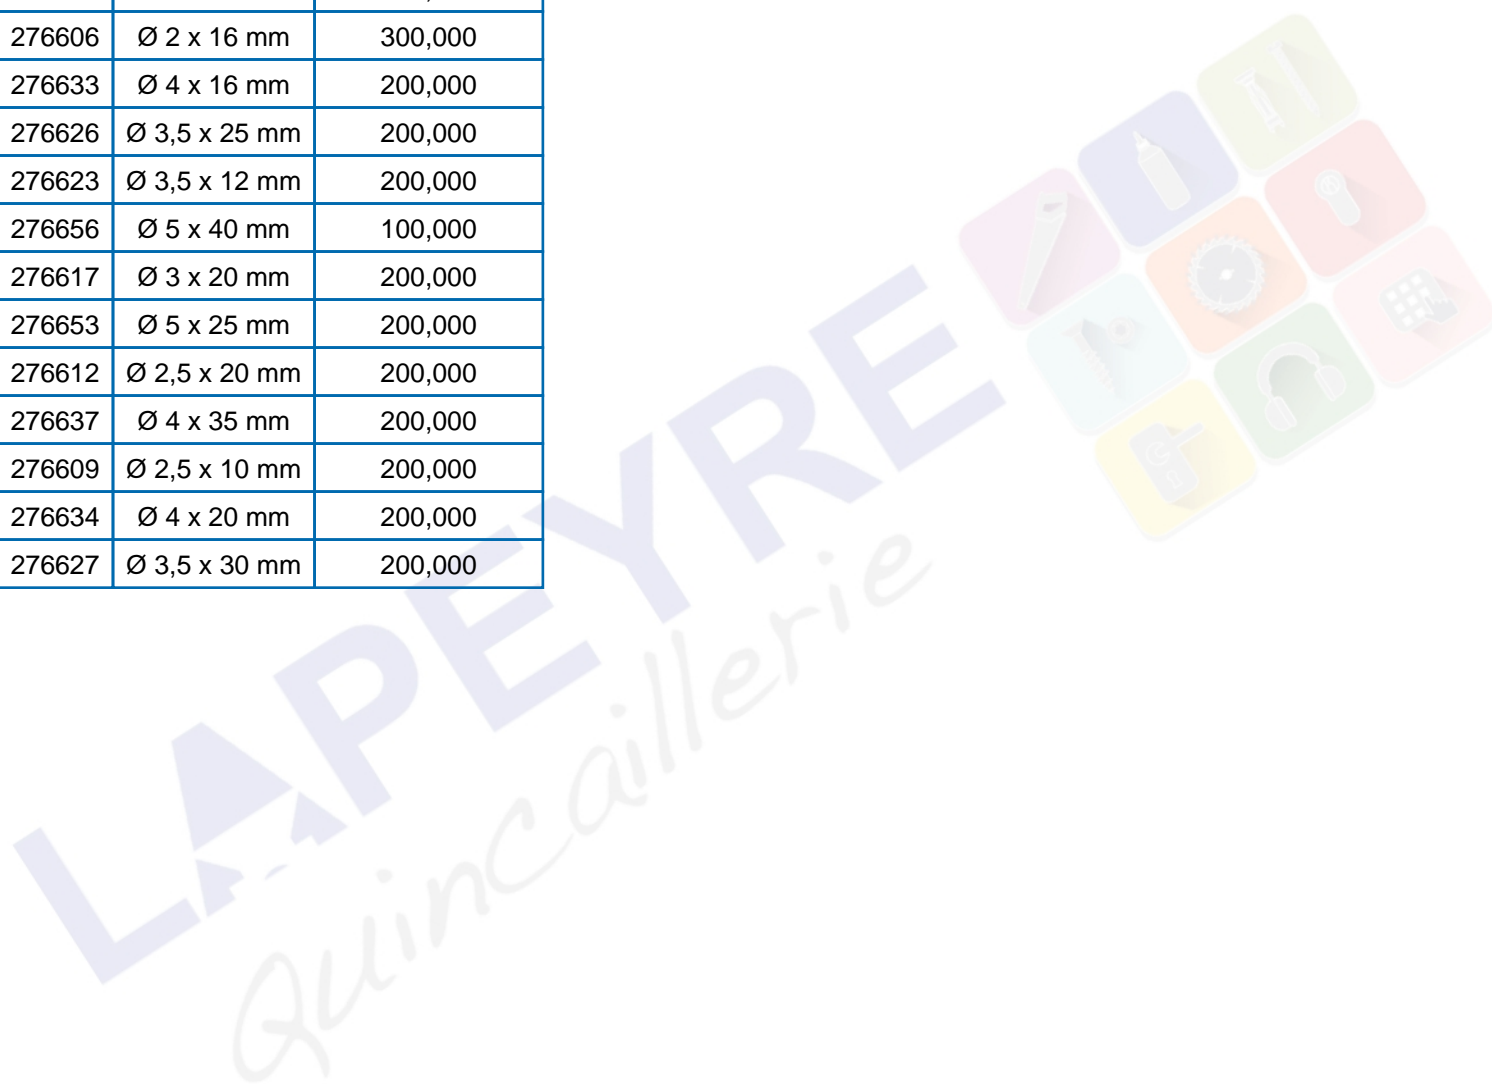 276606 Ø 2 x 16 mm 300,000
276633 Ø 4 x 16 mm 200,000
276626 Ø 3,5 x 25 mm 200,000
276623 Ø 3,5 x 12 mm 200,000
276656 Ø 5 x 40 mm 100,000
276617 Ø 3 x 20 mm 200,000
276653 Ø 5 x 25 mm 200,000
276612 Ø 2,5 x 20 mm 200,000
276637 Ø 4 x 35 mm 200,000
276609 Ø 2,5 x 10 mm 200,000
276634 Ø 4 x 20 mm 200,000
276627 Ø 3,5 x 30 mm 200,000
LAPEYRE
Quincaillerie